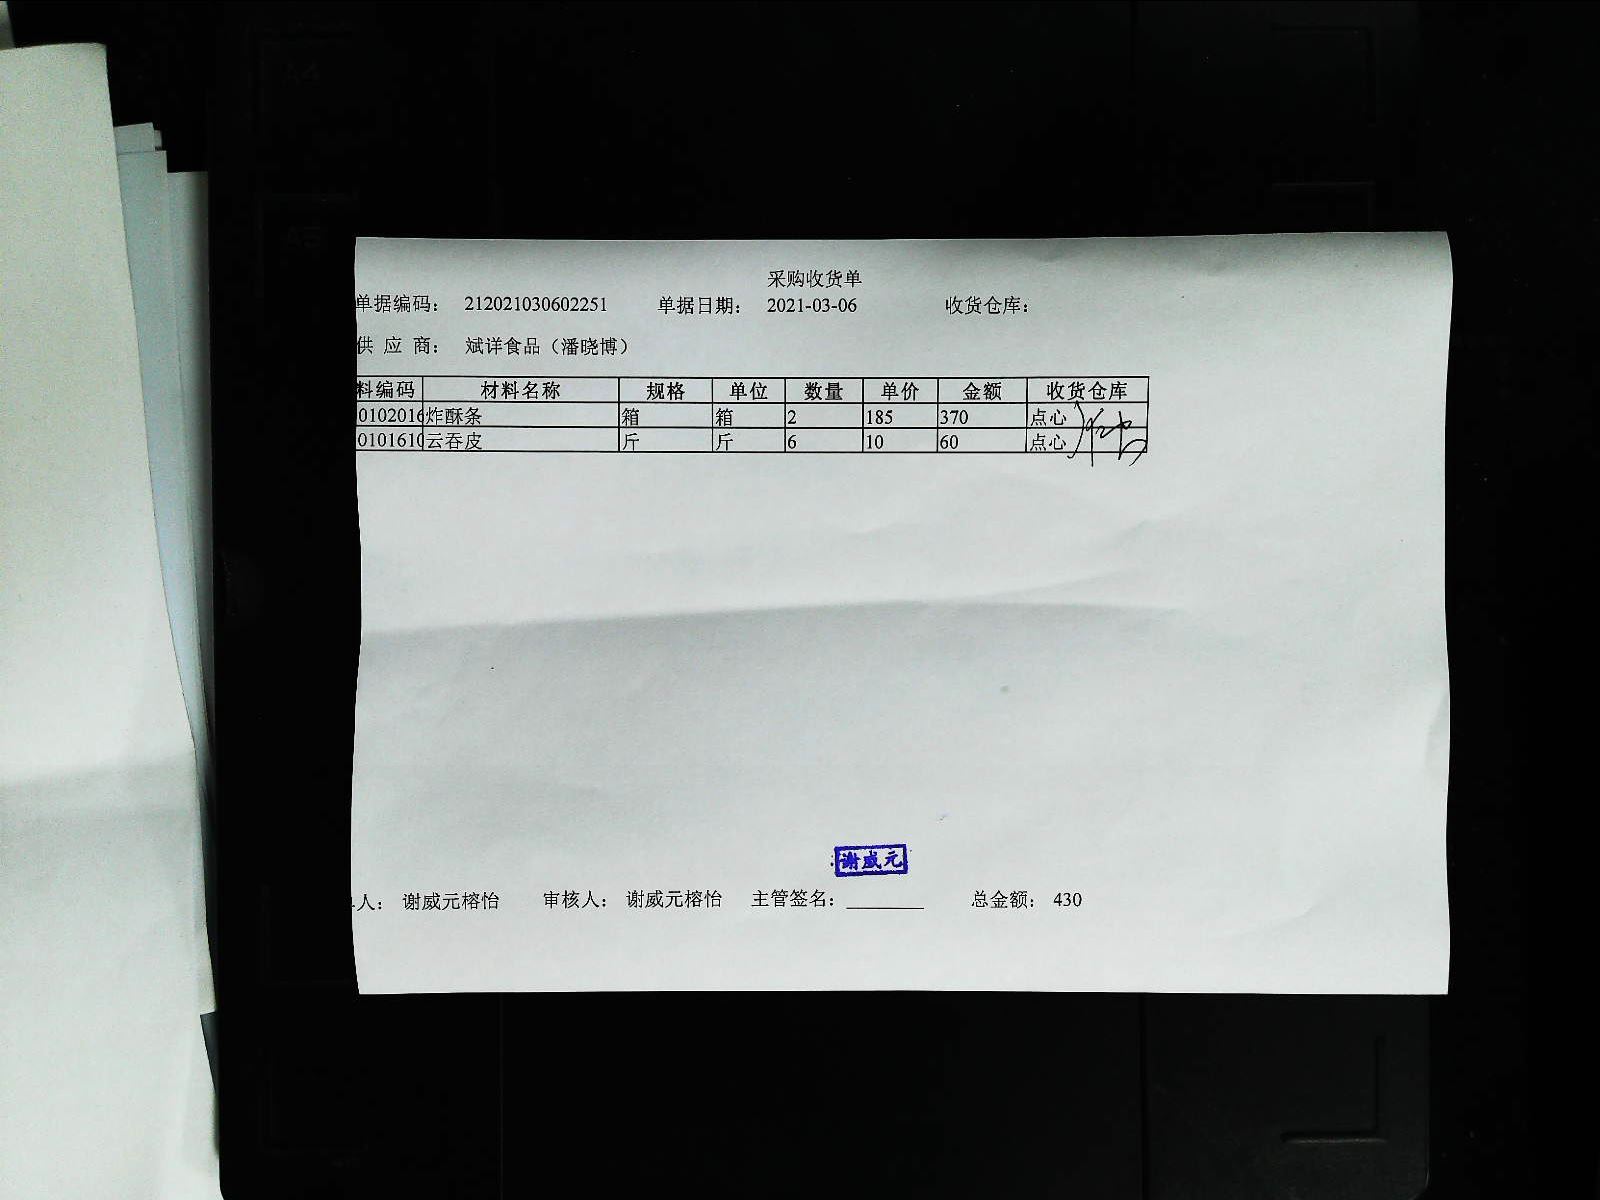 采购收货单
单据编码： 212021030602251 单据日期： 2021-03-06 收货仓库：
供 应 商： 斌详食品（潘晓博）
料编码 材料名称 规格 单位 数量 单价 金额 收货仓库
0102016 炸酥条 箱 箱 2 185 370 点心
0101610 云吞皮 斤 斤 6 10 60 点心
谢威元
人： 谢威元榕怡 审核人： 谢威元榕怡 主管签名： ________ 总金额： 430